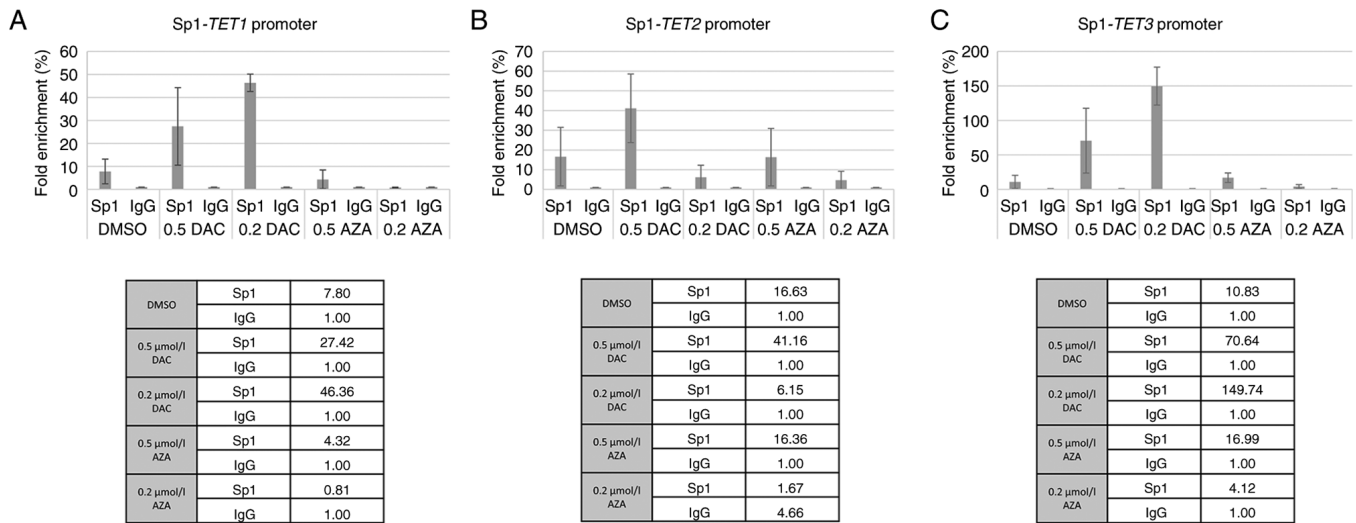 A
Sp1-TET1 promoter
Fold enrichment (%)
60
50
40
30
20
10
0
Sp1 IgG Sp1 IgG Sp1 IgG Sp1 IgG Sp1 IgG
DMSO 0.5 DAC 0.2 DAC 0.5 AZA 0.2 AZA
DMSO Sp1 7.80
IgG 1.00
0.5 µmol/l DAC Sp1 27.42
IgG 1.00
0.2 µmol/l DAC Sp1 46.36
IgG 1.00
0.5 µmol/l AZA Sp1 4.32
IgG 1.00
0.2 µmol/l AZA Sp1 0.81
IgG 1.00
B
Sp1-TET2 promoter
Fold enrichment (%)
70
60
50
40
30
20
10
0
Sp1 IgG Sp1 IgG Sp1 IgG Sp1 IgG Sp1 IgG
DMSO 0.5 DAC 0.2 DAC 0.5 AZA 0.2 AZA
DMSO Sp1 16.63
IgG 1.00
0.5 µmol/l DAC Sp1 41.16
IgG 1.00
0.2 µmol/l DAC Sp1 6.15
IgG 1.00
0.5 µmol/l AZA Sp1 16.36
IgG 1.00
0.2 µmol/l AZA Sp1 1.67
IgG 4.66
C
Sp1-TET3 promoter
Fold enrichment (%)
200
150
100
50
0
Sp1 IgG Sp1 IgG Sp1 IgG Sp1 IgG Sp1 IgG
DMSO 0.5 DAC 0.2 DAC 0.5 AZA 0.2 AZA
DMSO Sp1 10.83
IgG 1.00
0.5 µmol/l DAC Sp1 70.64
IgG 1.00
0.2 µmol/l DAC Sp1 149.74
IgG 1.00
0.5 µmol/l AZA Sp1 16.99
IgG 1.00
0.2 µmol/l AZA Sp1 4.12
IgG 1.00